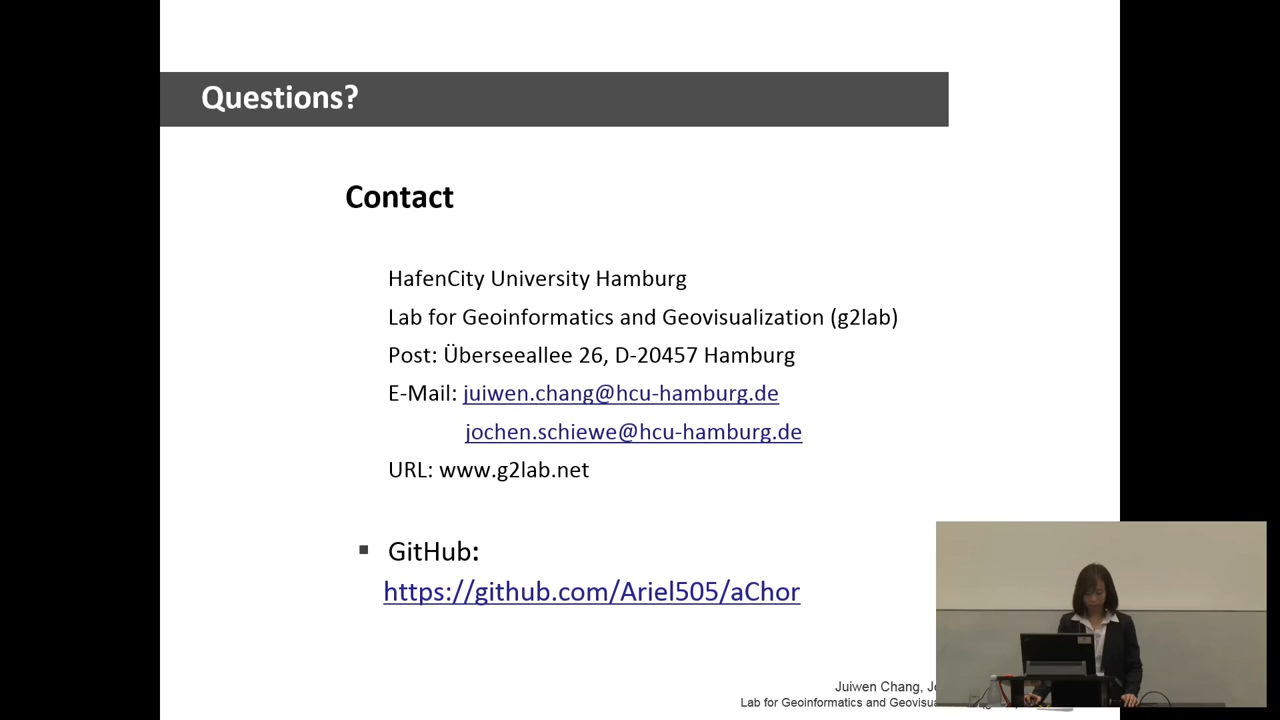 Questions?
Contact
HafenCity University Hamburg
Lab for Geoinformatics and Geovisualization (g2lab)
Post: Überseeallee 26, D-20457 Hamburg
E-Mail: juiwen.chang@hcu-hamburg.de
jochen.schiewe@hcu-hamburg.de
URL: www.g2lab.net
▪ GitHub:
https://github.com/Ariel505/aChor
Juiwen Chang,
Lab for Geoinformatics and